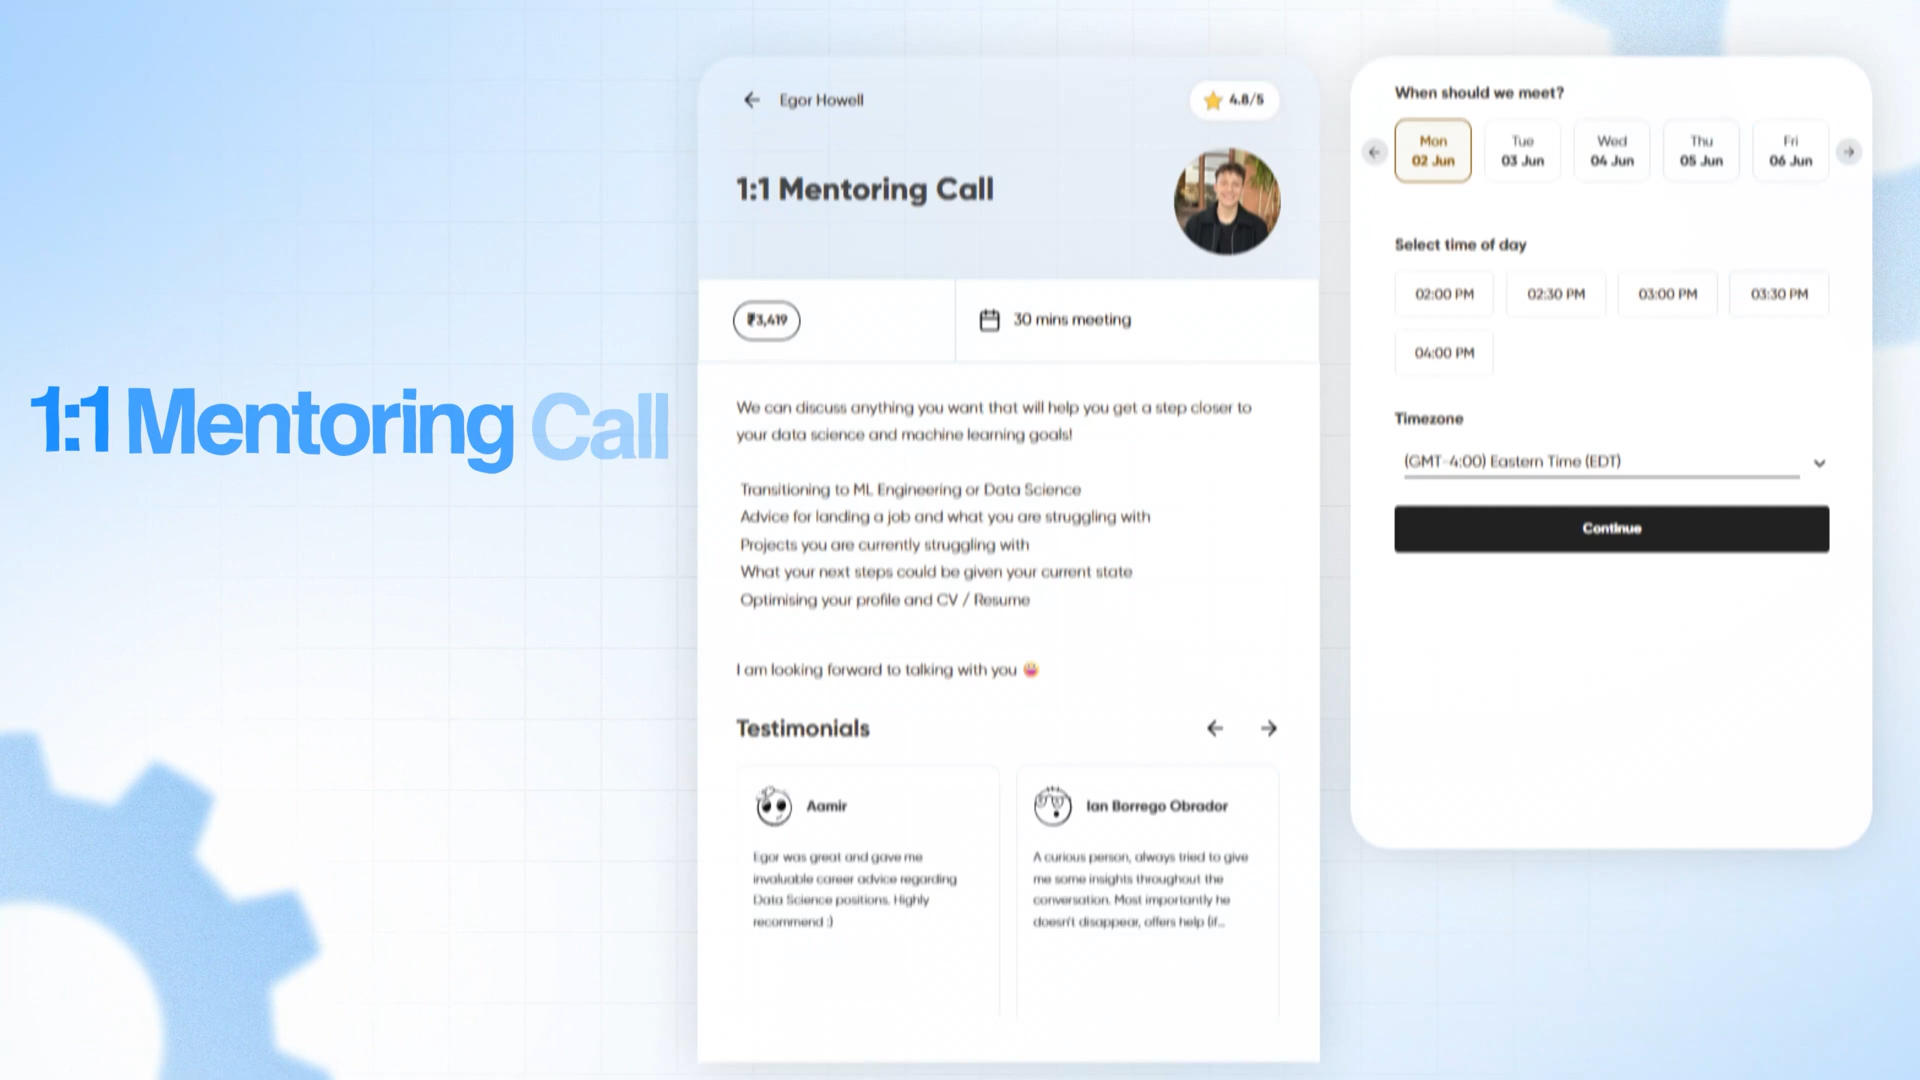 1:1 Mentoring Call
Egor Howell
4.8/5
1:1 Mentoring Call
₹3,419
30 mins meeting
We can discuss anything you want that will help you get a step closer to
your data science and machine learning goals!
Transitioning to ML Engineering or Data Science
Advice for landing a job and what you are struggling with
Projects you are currently struggling with
What your next steps could be given your current state
Optimising your profile and CV / Resume
I am looking forward to talking with you 😀
Testimonials
Aamir
Egor was great and gave me
invaluable career advice regarding
Data Science positions. Highly
recommend :)
Ian Borrego Obrador
A curious person, always tried to give
me some insights throughout the
conversation. Most importantly he
doesn't disappear, offers help (if...
When should we meet?
Mon
02 Jun
Tue
03 Jun
Wed
04 Jun
Thu
05 Jun
Fri
06 Jun
Select time of day
02:00 PM
02:30 PM
03:00 PM
03:30 PM
04:00 PM
Timezone
(GMT-4:00) Eastern Time (EDT)
Continue